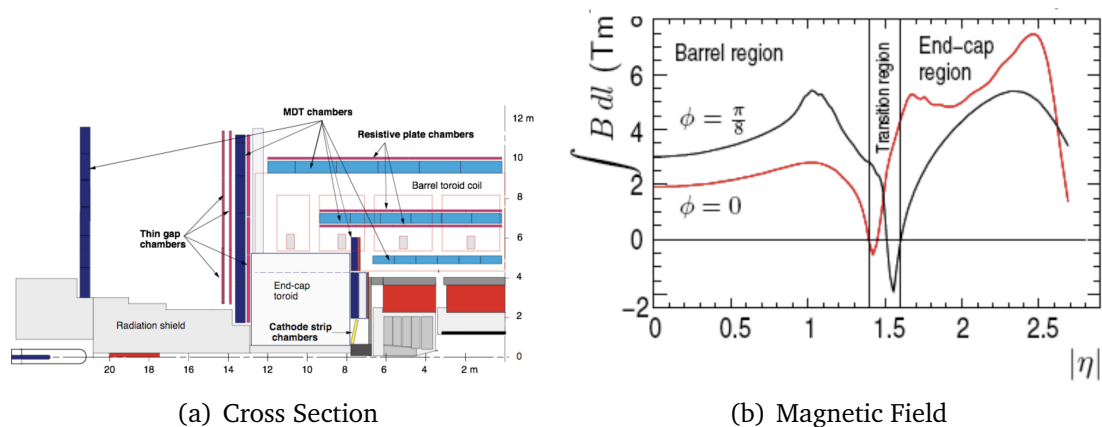 MDT chambers
Resistive plate chambers
12 m
10
Barrel toroid coil
8
Thin gap
chambers
6
4
End-cap
toroid
Radiation shield
2
Cathode strip
chambers
0
20 18 16 14 12 10 8 6 4 2 m
(a) Cross Section
∫ B dl (Tm
8
6
4
2
0
−2
Barrel region
Transition region
End−cap
region
ϕ = π/8
ϕ = 0
0 0.5 1 1.5 2 2.5
|η|
(b) Magnetic Field